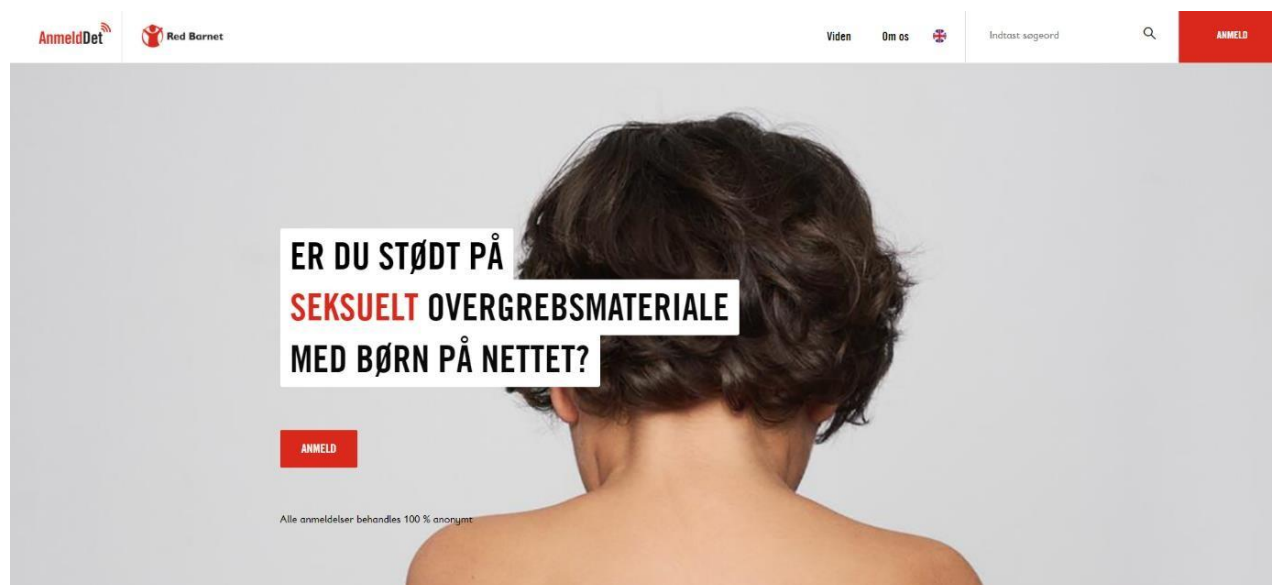 AnmeldDet
Red Barnet
Viden
Om os
Indtast søgeord
ANMELD
ER DU STØDT PÅ
SEKSUELT OVERGREBSMATERIALE
MED BØRN PÅ NETTET?
ANMELD
Alle anmeldelser behandles 100 % anonymt